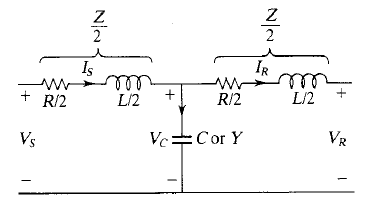 Z/2 Z/2
I_S I_R
+ R/2 L/2 + R/2 L/2 +
V_S V_C C or Y V_R
− − −